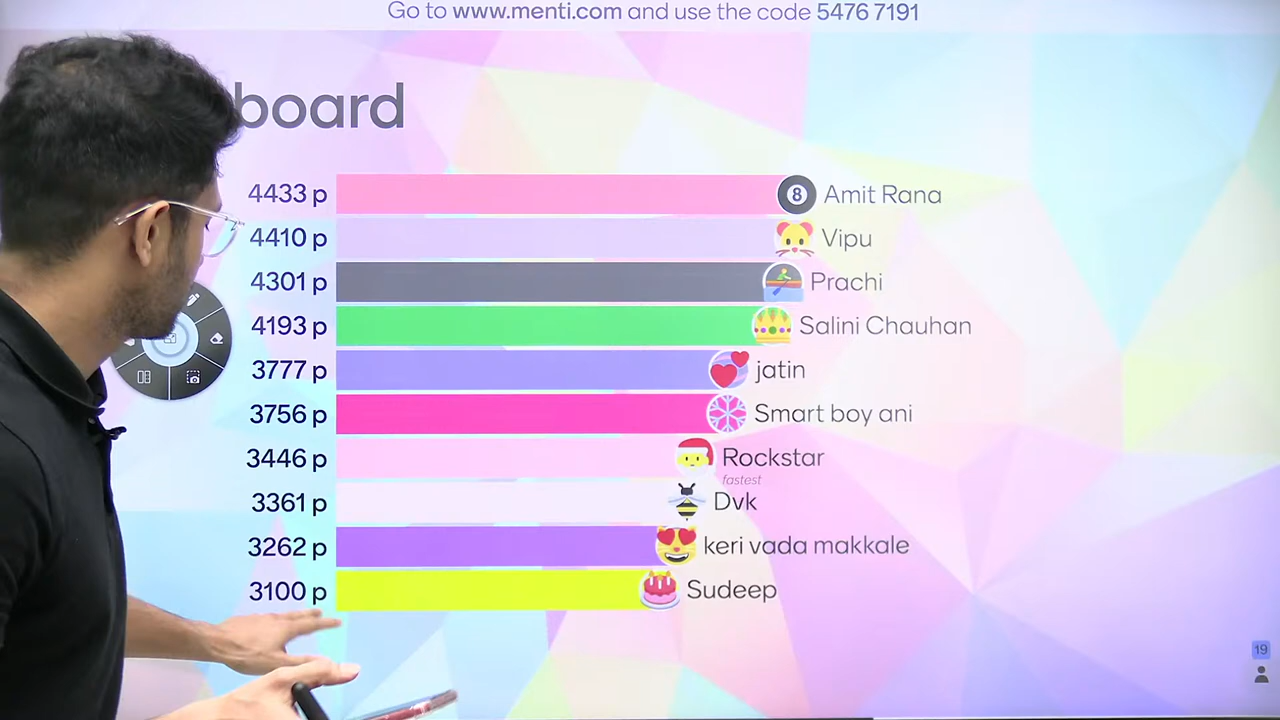 Go to www.menti.com and use the code 5476 7191
board
4433 p 8 Amit Rana
4410 p Vipu
4301 p Prachi
4193 p Salini Chauhan
3777 p jatin
3756 p Smart boy ani
3446 p Rockstar
fastest
3361 p Dvk
3262 p keri vada makkale
3100 p Sudeep
19